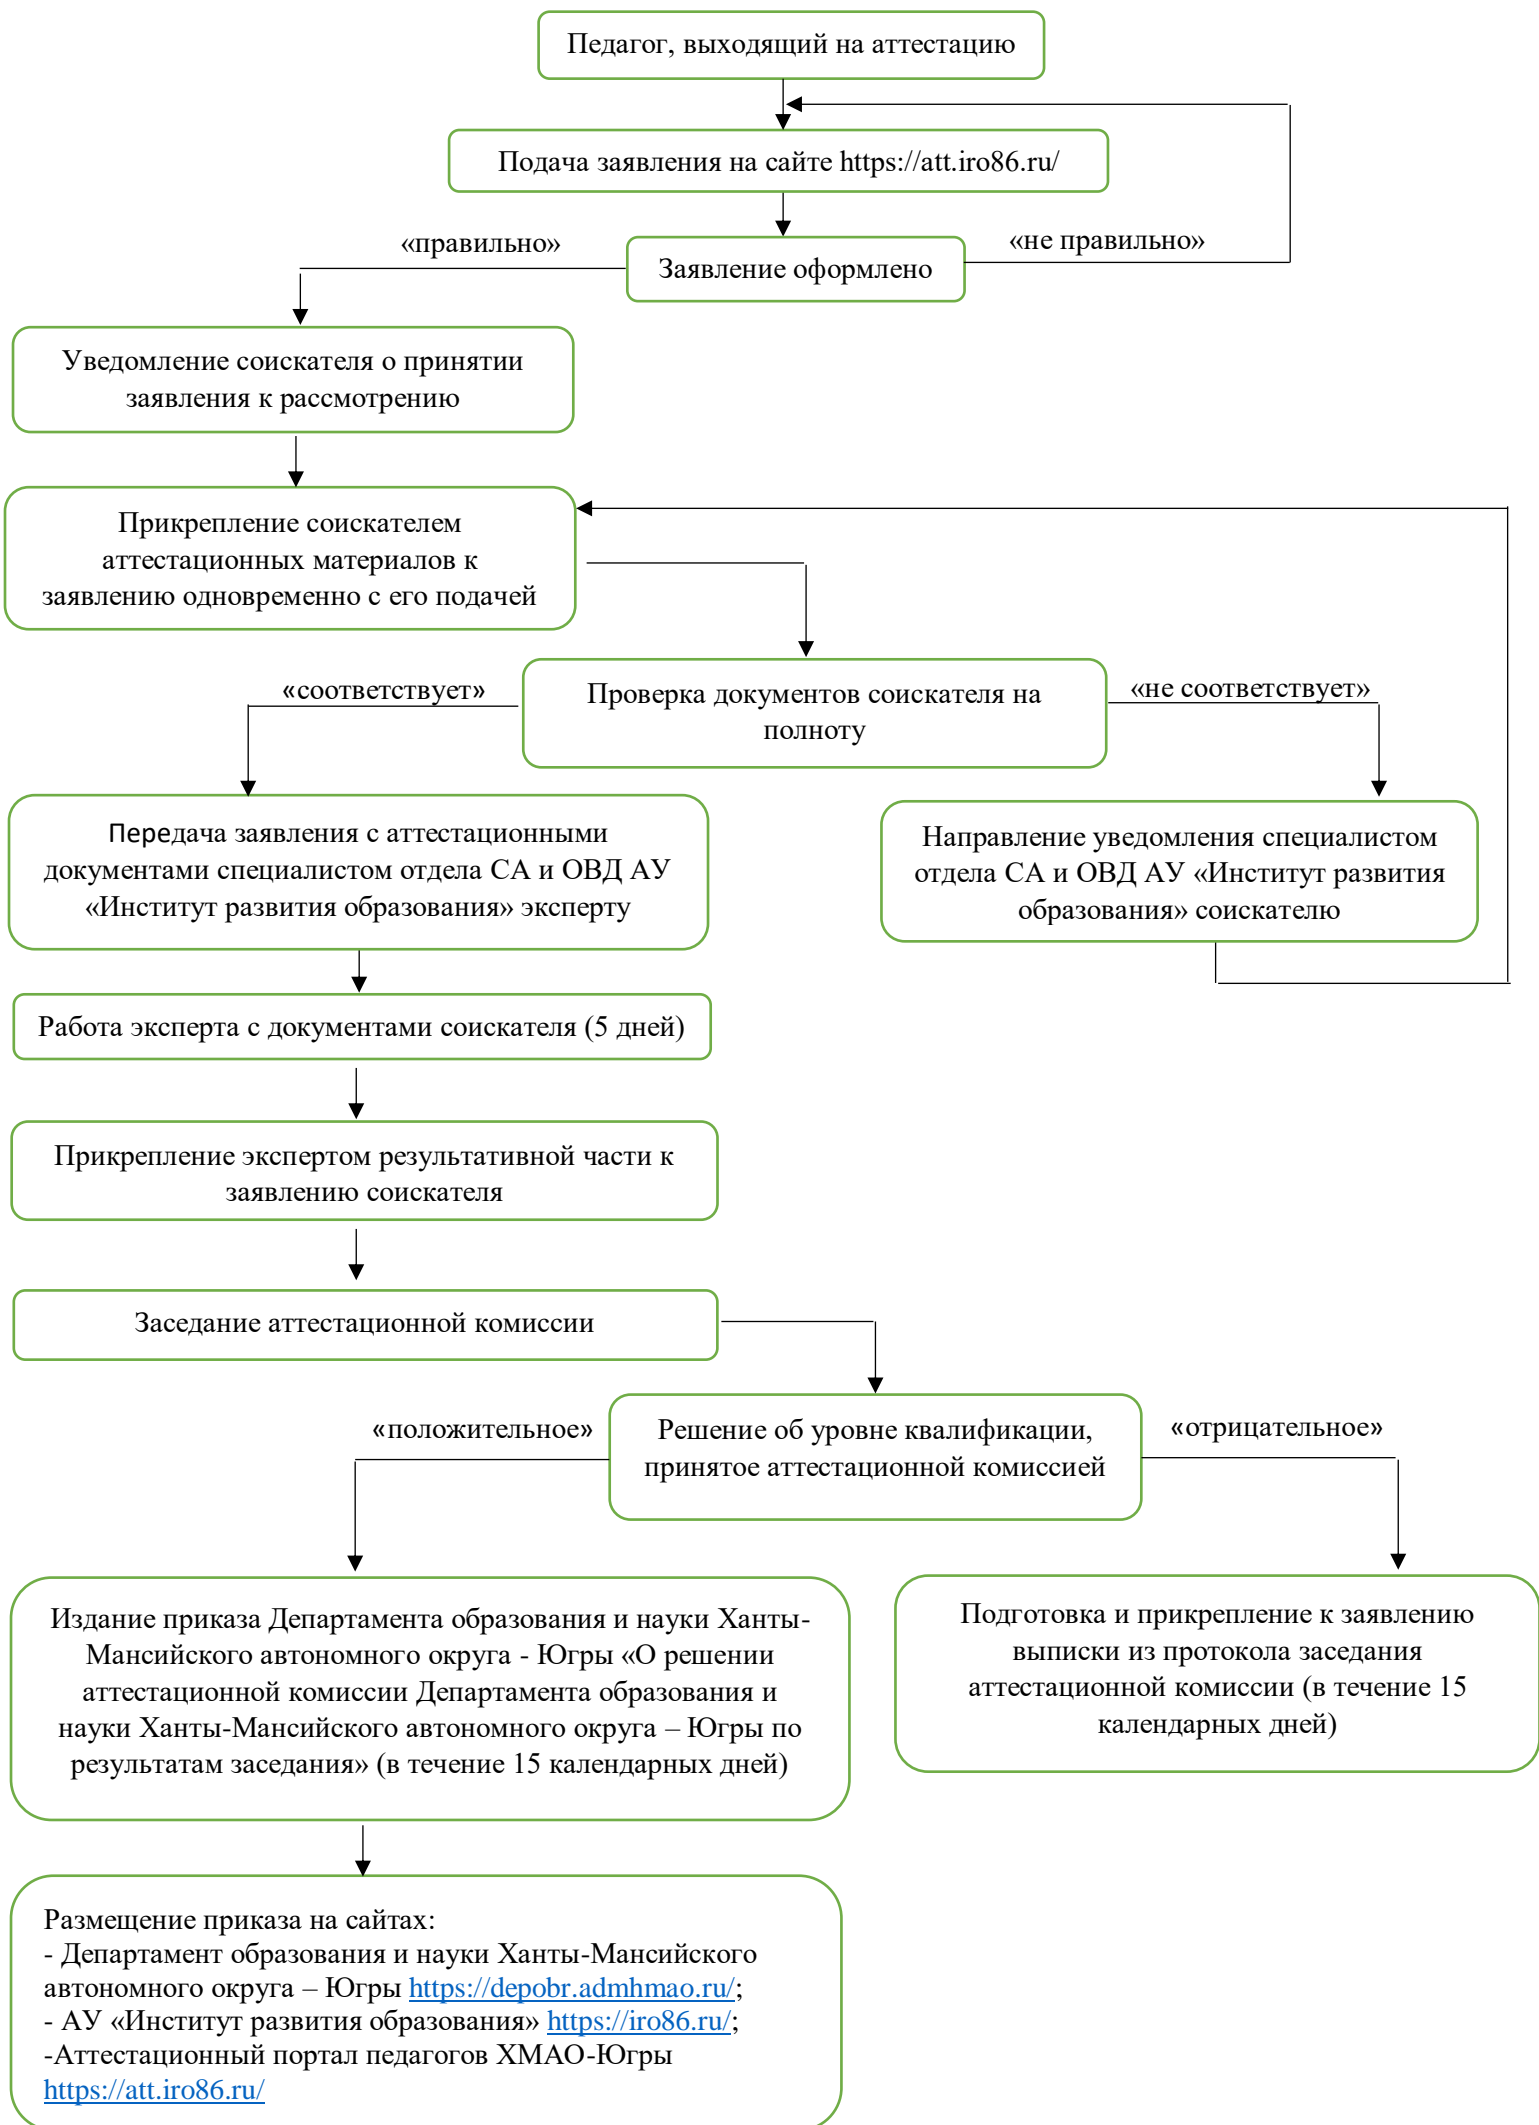 Педагог, выходящий на аттестацию
Подача заявления на сайте https://att.iro86.ru/
«правильно»
Заявление оформлено
«не правильно»
Уведомление соискателя о принятии
заявления к рассмотрению
Прикрепление соискателем
аттестационных материалов к
заявлению одновременно с его подачей
«соответствует»
Проверка документов соискателя на
полноту
«не соответствует»
Передача заявления с аттестационными
документами специалистом отдела СА и ОВД АУ
«Институт развития образования» эксперту
Направление уведомления специалистом
отдела СА и ОВД АУ «Институт развития
образования» соискателю
Работа эксперта с документами соискателя (5 дней)
Прикрепление экспертом результативной части к
заявлению соискателя
Заседание аттестационной комиссии
«положительное»
Решение об уровне квалификации,
принятое аттестационной комиссией
«отрицательное»
Издание приказа Департамента образования и науки Ханты-
Мансийского автономного округа - Югры «О решении
аттестационной комиссии Департамента образования и
науки Ханты-Мансийского автономного округа – Югры по
результатам заседания» (в течение 15 календарных дней)
Подготовка и прикрепление к заявлению
выписки из протокола заседания
аттестационной комиссии (в течение 15
календарных дней)
Размещение приказа на сайтах:
- Департамент образования и науки Ханты-Мансийского
автономного округа – Югры https://depobr.admhmao.ru/;
- АУ «Институт развития образования» https://iro86.ru/;
-Аттестационный портал педагогов ХМАО-Югры
https://att.iro86.ru/